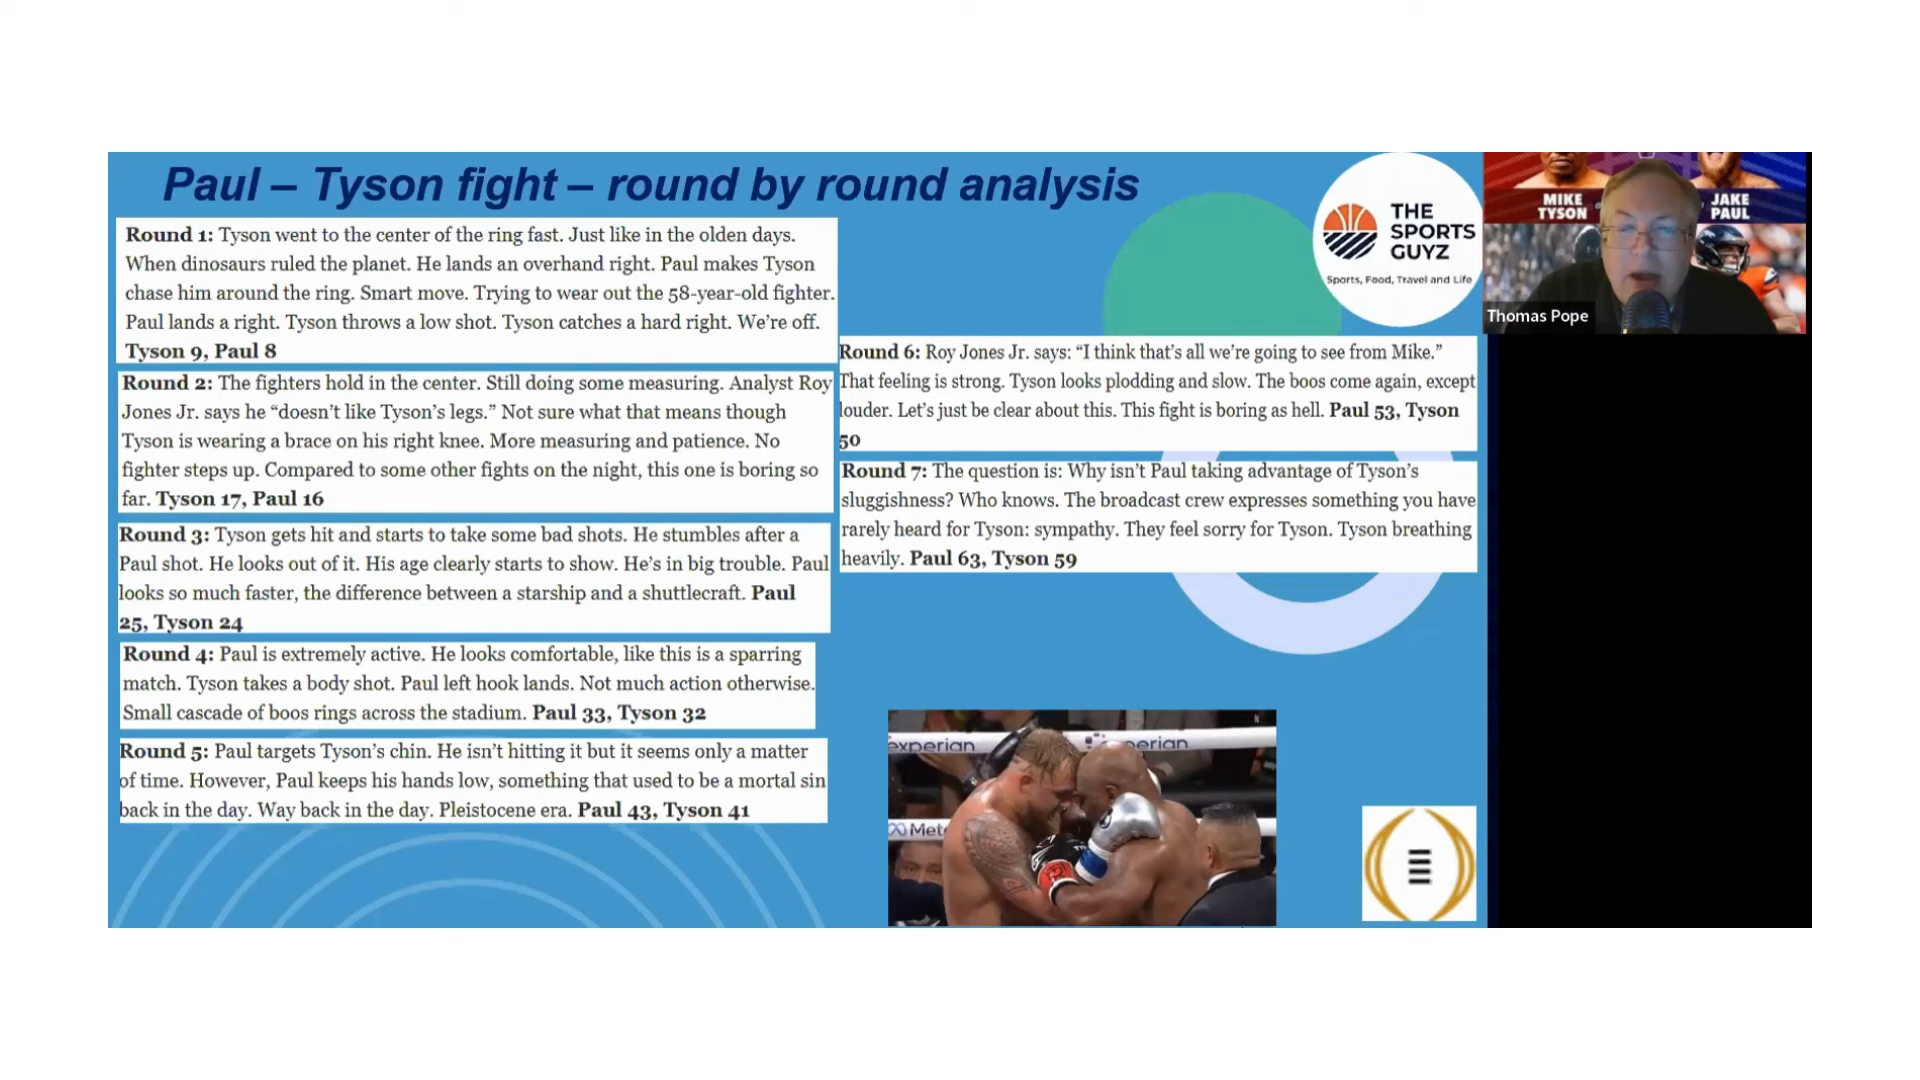 Paul – Tyson fight – round by round analysis
Round 1: Tyson went to the center of the ring fast. Just like in the olden days.
When dinosaurs ruled the planet. He lands an overhand right. Paul makes Tyson
chase him around the ring. Smart move. Trying to wear out the 58-year-old fighter.
Paul lands a right. Tyson throws a low shot. Tyson catches a hard right. We’re off.
Tyson 9, Paul 8
Round 2: The fighters hold in the center. Still doing some measuring. Analyst Roy
Jones Jr. says he “doesn’t like Tyson’s legs.” Not sure what that means though
Tyson is wearing a brace on his right knee. More measuring and patience. No
fighter steps up. Compared to some other fights on the night, this one is boring so
far. Tyson 17, Paul 16
Round 3: Tyson gets hit and starts to take some bad shots. He stumbles after a
Paul shot. He looks out of it. His age clearly starts to show. He’s in big trouble. Paul
looks so much faster, the difference between a starship and a shuttlecraft. Paul
25, Tyson 24
Round 4: Paul is extremely active. He looks comfortable, like this is a sparring
match. Tyson takes a body shot. Paul left hook lands. Not much action otherwise.
Small cascade of boos rings across the stadium. Paul 33, Tyson 32
Round 5: Paul targets Tyson’s chin. He isn’t hitting it but it seems only a matter
of time. However, Paul keeps his hands low, something that used to be a mortal sin
back in the day. Way back in the day. Pleistocene era. Paul 43, Tyson 41
Round 6: Roy Jones Jr. says: “I think that’s all we’re going to see from Mike.”
That feeling is strong. Tyson looks plodding and slow. The boos come again, except
louder. Let’s just be clear about this. This fight is boring as hell. Paul 53, Tyson
50
Round 7: The question is: Why isn’t Paul taking advantage of Tyson’s
sluggishness? Who knows. The broadcast crew expresses something you have
rarely heard for Tyson: sympathy. They feel sorry for Tyson. Tyson breathing
heavily. Paul 63, Tyson 59
THE
SPORTS
GUYZ
Sports, Food, Travel and Life
MIKE
TYSON
JAKE
PAUL
Thomas Pope
experian
perian
Met
N